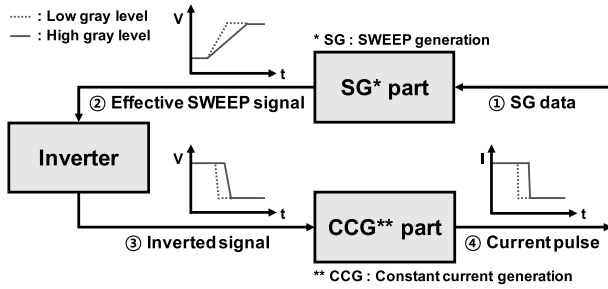 : Low gray level
: High gray level
V
t
* SG : SWEEP generation
SG* part
① SG data
② Effective SWEEP signal
Inverter
V
t
③ Inverted signal
CCG** part
I
t
④ Current pulse
** CCG : Constant current generation